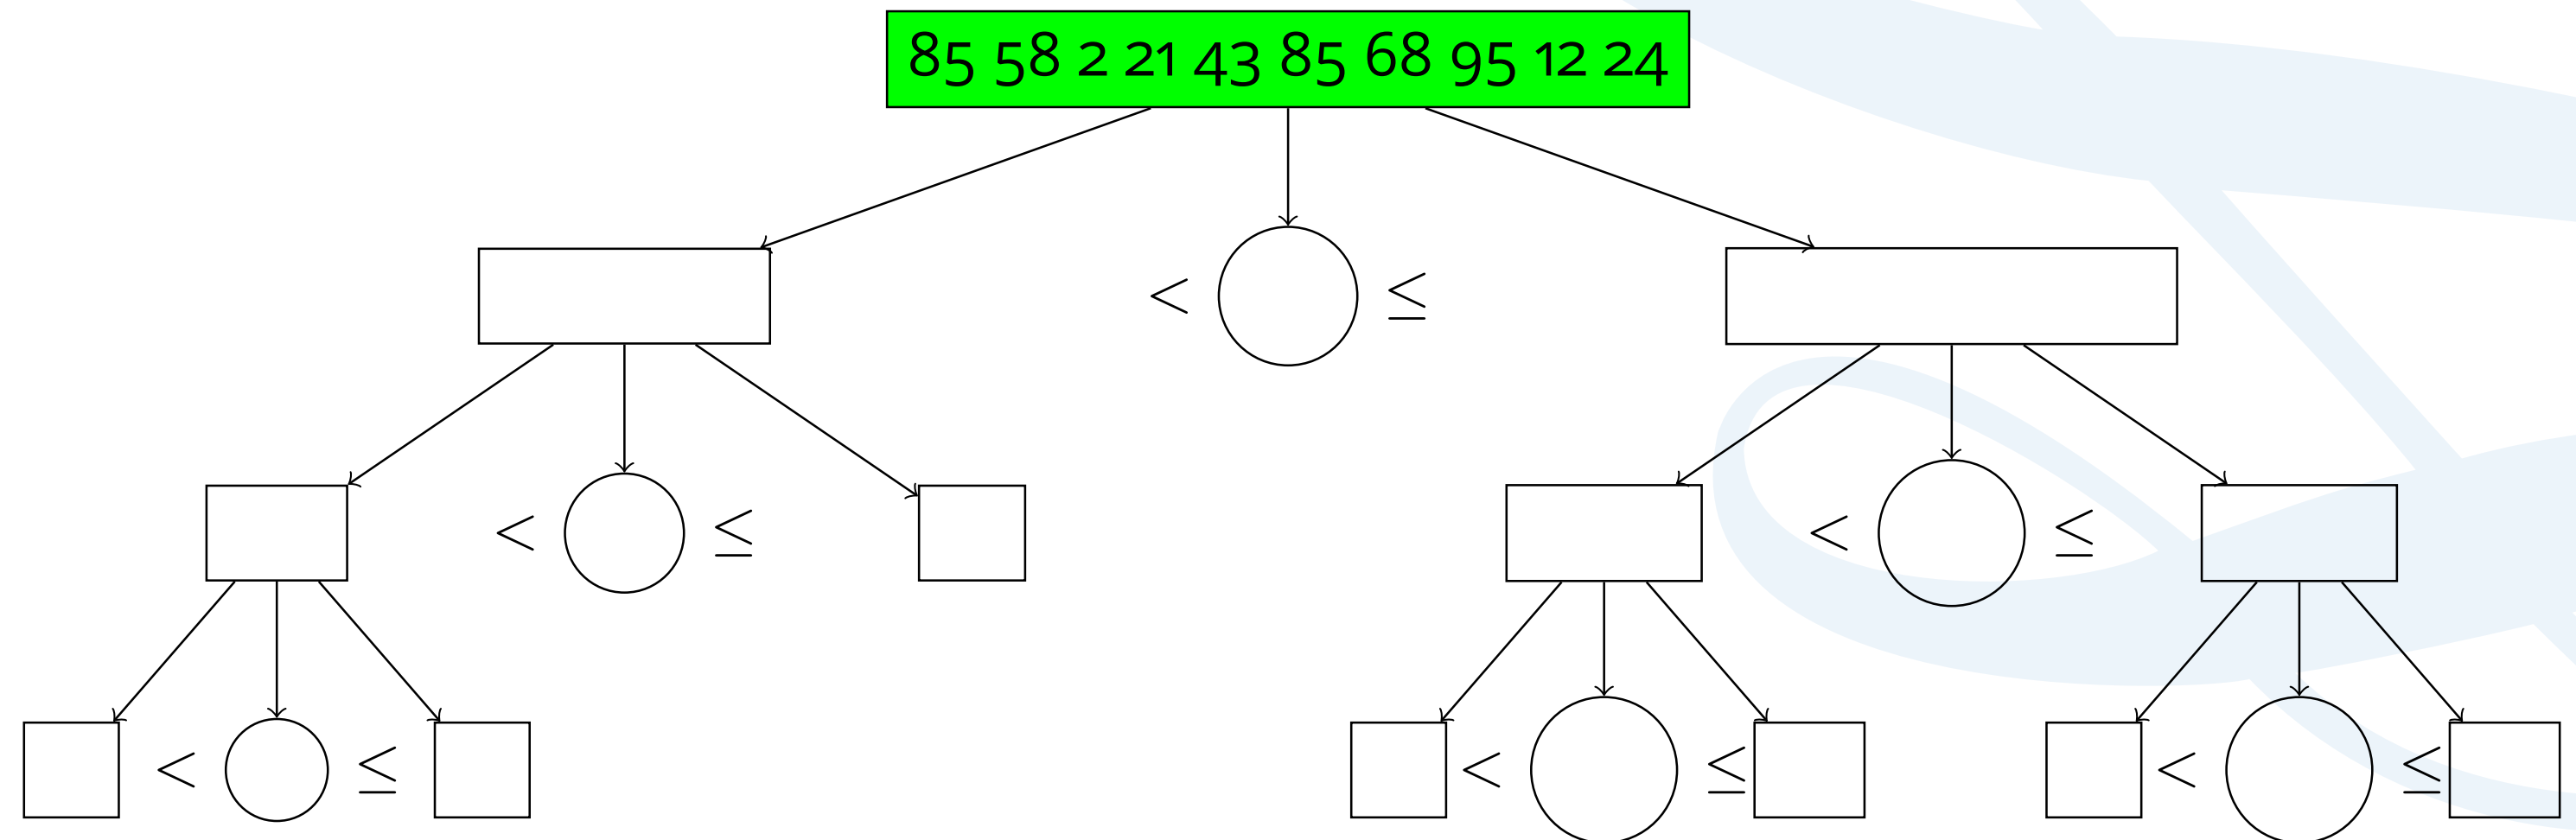 85 58 2 21 43 85 68 95 12 24
< ≤
< ≤ < ≤
< ≤ < ≤ < ≤